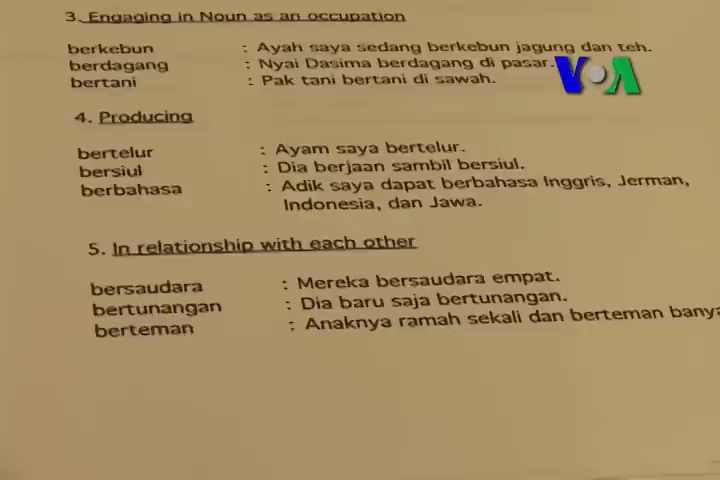 3. Engaging in Noun as an occupation
berkebun : Ayah saya sedang berkebun jagung dan teh.
berdagang : Nyai Dasima berdagang di pasar.
bertani : Pak tani bertani di sawah.
VOA
4. Producing
bertelur : Ayam saya bertelur.
bersiul : Dia berjaan sambil bersiul.
berbahasa : Adik saya dapat berbahasa Inggris, Jerman,
Indonesia, dan Jawa.
5. In relationship with each other
bersaudara : Mereka bersaudara empat.
bertunangan : Dia baru saja bertunangan.
berteman : Anaknya ramah sekali dan berteman banya